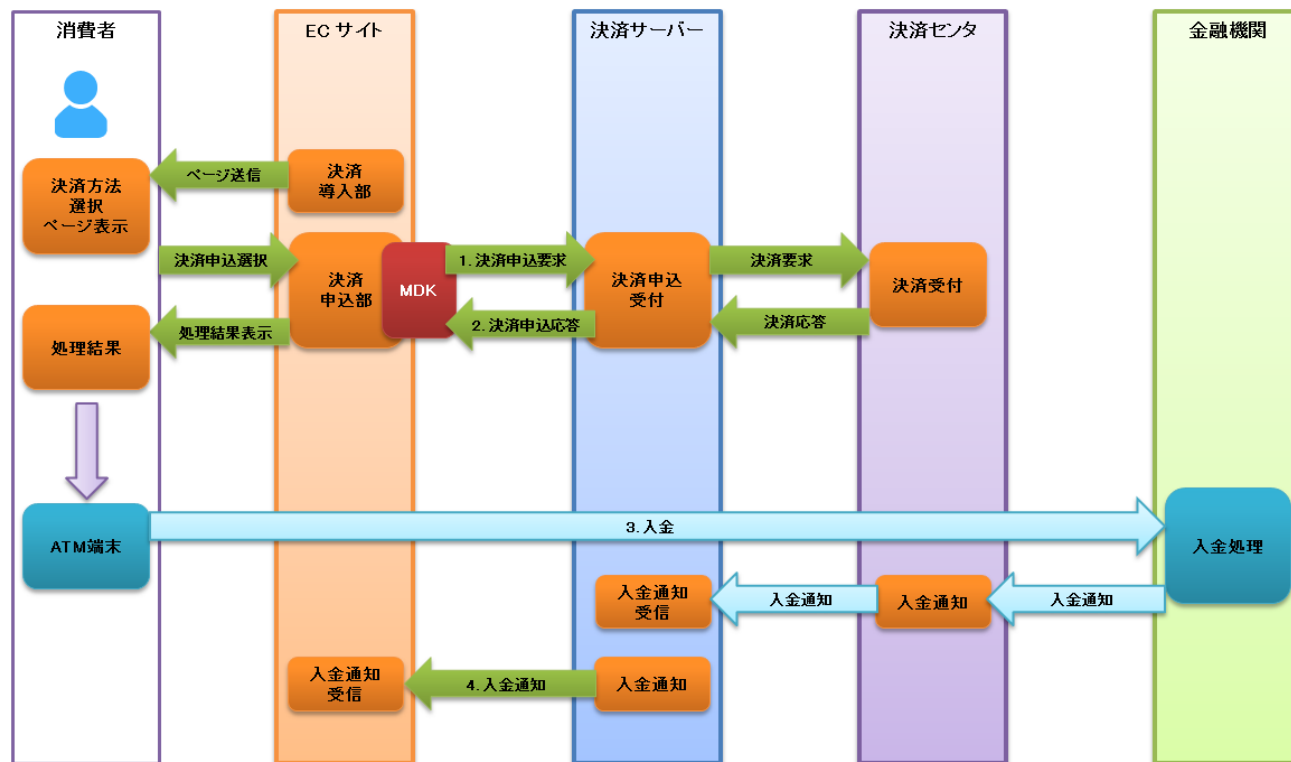 消費者
ECサイト
決済サーバー
決済センタ
金融機関
決済方法
選択
ページ表示
ページ送信
決済
導入部
決済申込選択
決済
申込部
MDK
1.決済申込要求
決済申込
受付
決済要求
決済受付
処理結果
処理結果表示
2.決済申込応答
決済応答
ATM端末
3.入金
入金処理
入金通知
受信
入金通知
入金通知
入金通知
入金通知
受信
4.入金通知
入金通知